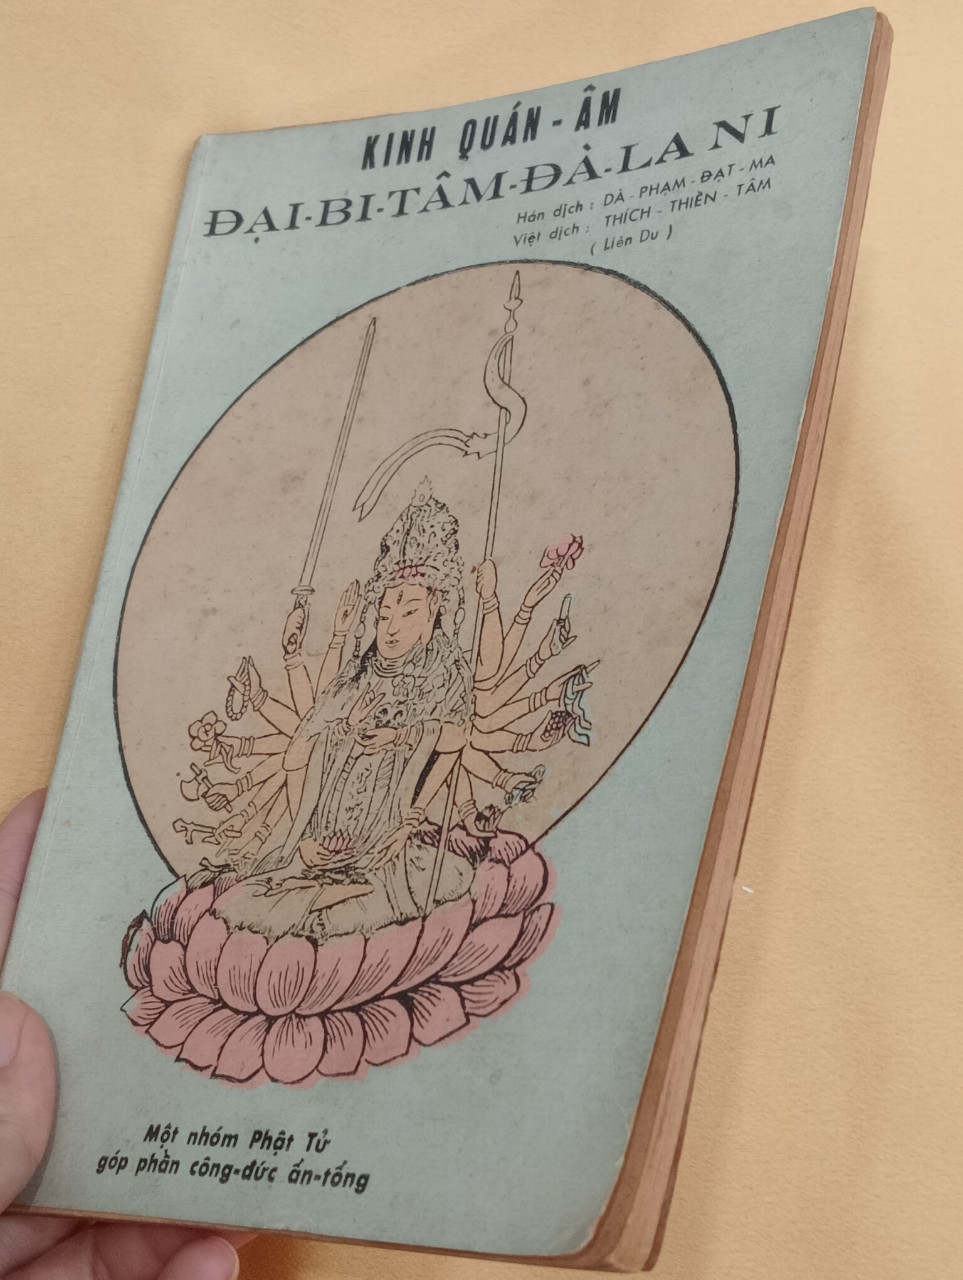 KINH QUÁN - ÂM
ĐẠI-BI-TÂM-ĐÀ-LA NI
Hán dịch : DÀ - PHẠM - ĐẠT - MA
Việt dịch : THÍCH - THIỀN - TÂM
( Liên Du )
Một nhóm Phật Tử
góp phần công-đức ấn-tống